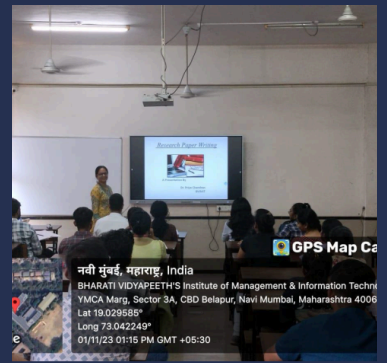 Research Paper Writing
GPS Map Ca
नवी मुंबई, महाराष्ट्र, India
BHARATI VIDYAPEETH'S Institute of Management & Information Techno
YMCA Marg, Sector 3A, CBD Belapur, Navi Mumbai, Maharashtra 4006
Lat 19.029585°
Long 73.042249°
01/11/23 01:15 PM GMT +05:30